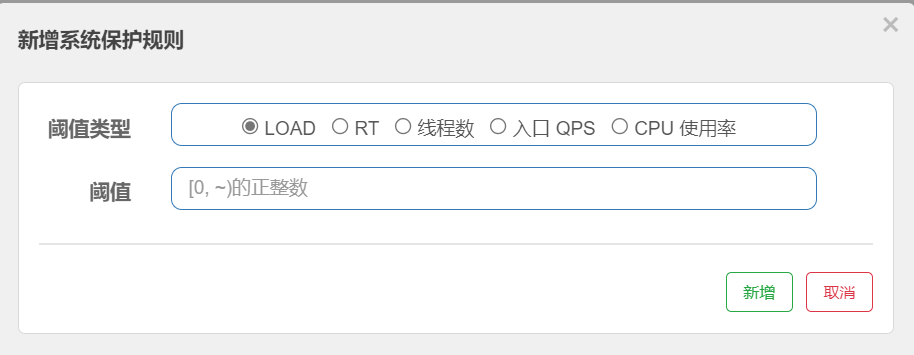 新增系统保护规则 ×
阈值类型 LOAD RT 线程数 入口 QPS CPU 使用率
阈值 [0, ~)的正整数
新增 取消